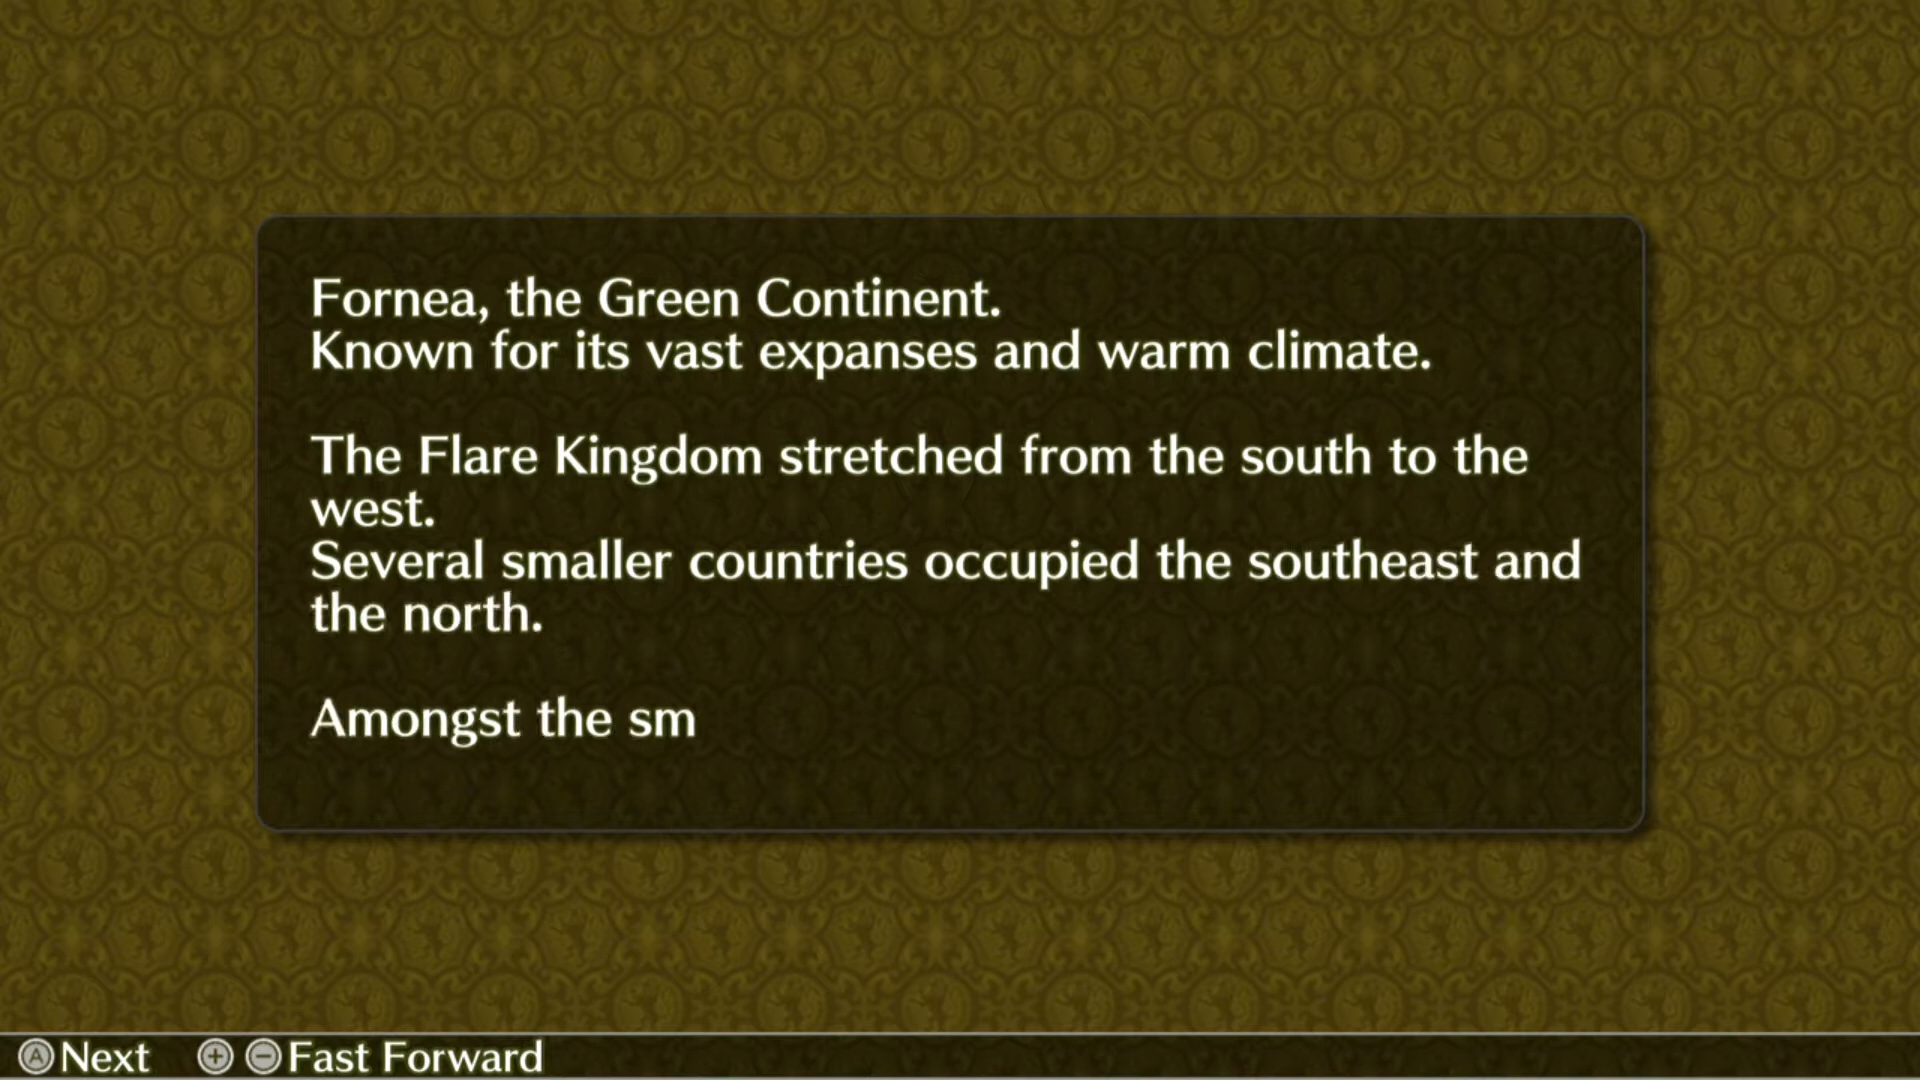 Fornea, the Green Continent.
Known for its vast expanses and warm climate.
The Flare Kingdom stretched from the south to the
west.
Several smaller countries occupied the southeast and
the north.
Amongst the sm
A Next + - Fast Forward